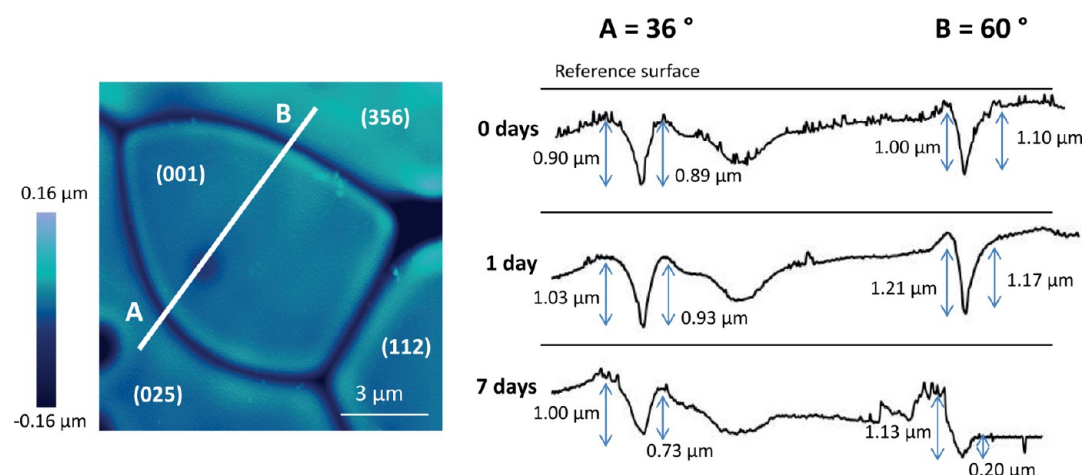 A = 36 °
B = 60 °
Reference surface
0 days
0.90 µm
0.89 µm
1.00 µm
1.10 µm
1 day
1.03 µm
0.93 µm
1.21 µm
1.17 µm
7 days
1.00 µm
0.73 µm
1.13 µm
0.20 µm
0.16 µm
-0.16 µm
B
(356)
(001)
A
(112)
(025)
3 µm